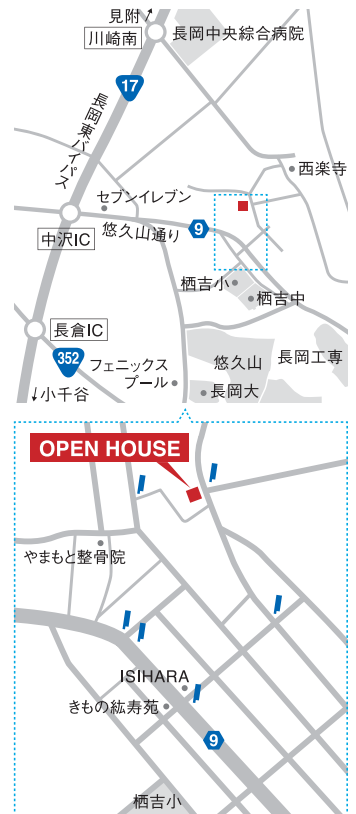 見附
川崎南
長岡中央綜合病院
17
長岡東バイパス
西楽寺
セブンイレブン
悠久山通り
9
中沢IC
栖吉小
栖吉中
長倉IC
352
フェニックス
プール
悠久山
長岡工専
長岡大
小千谷
OPEN HOUSE
やまもと整骨院
ISIHARA
きもの紘寿苑
9
栖吉小